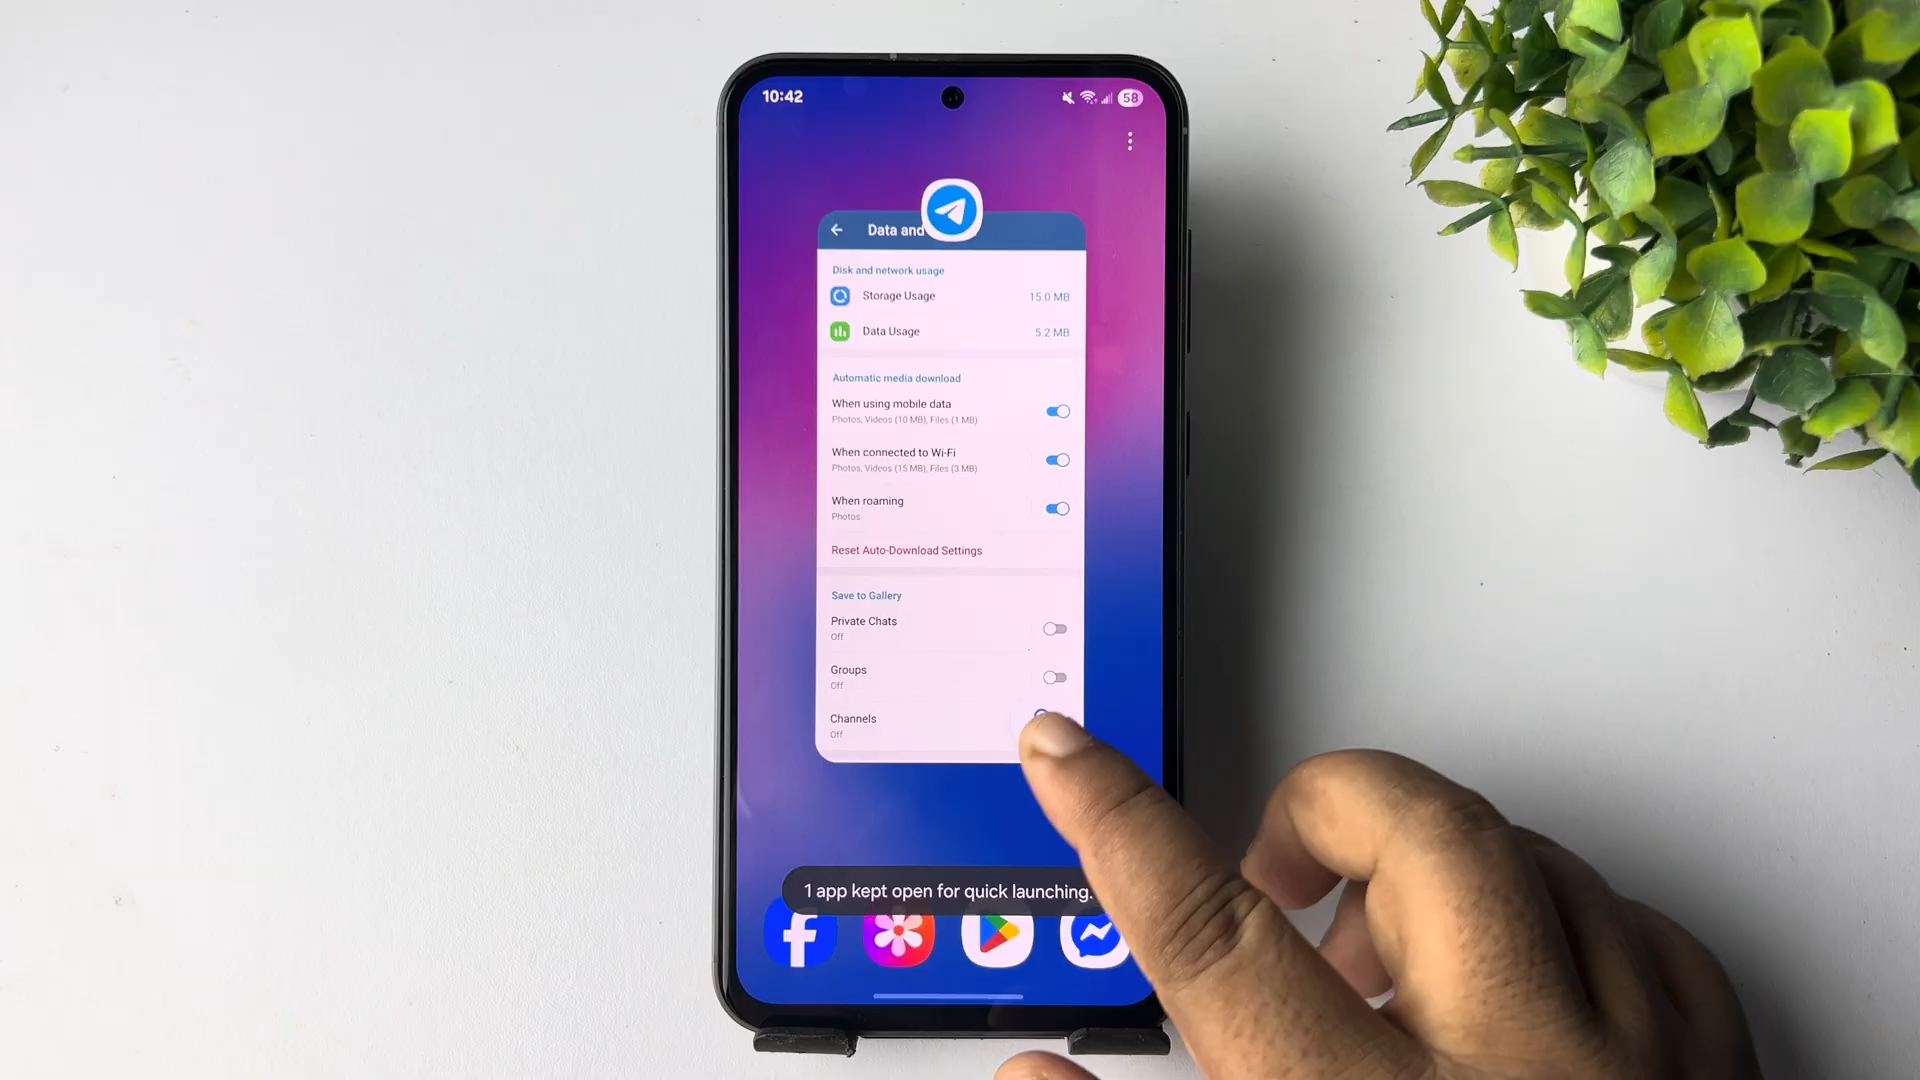 10:42
58
Data and
Disk and network usage
Storage Usage 15.0 MB
Data Usage 5.2 MB
Automatic media download
When using mobile data
Photos, Videos (10 MB), Files (1 MB)
When connected to Wi-Fi
Photos, Videos (15 MB), Files (3 MB)
When roaming
Photos
Reset Auto-Download Settings
Save to Gallery
Private Chats
Off
Groups
Off
Channels
Off
1 app kept open for quick launching.